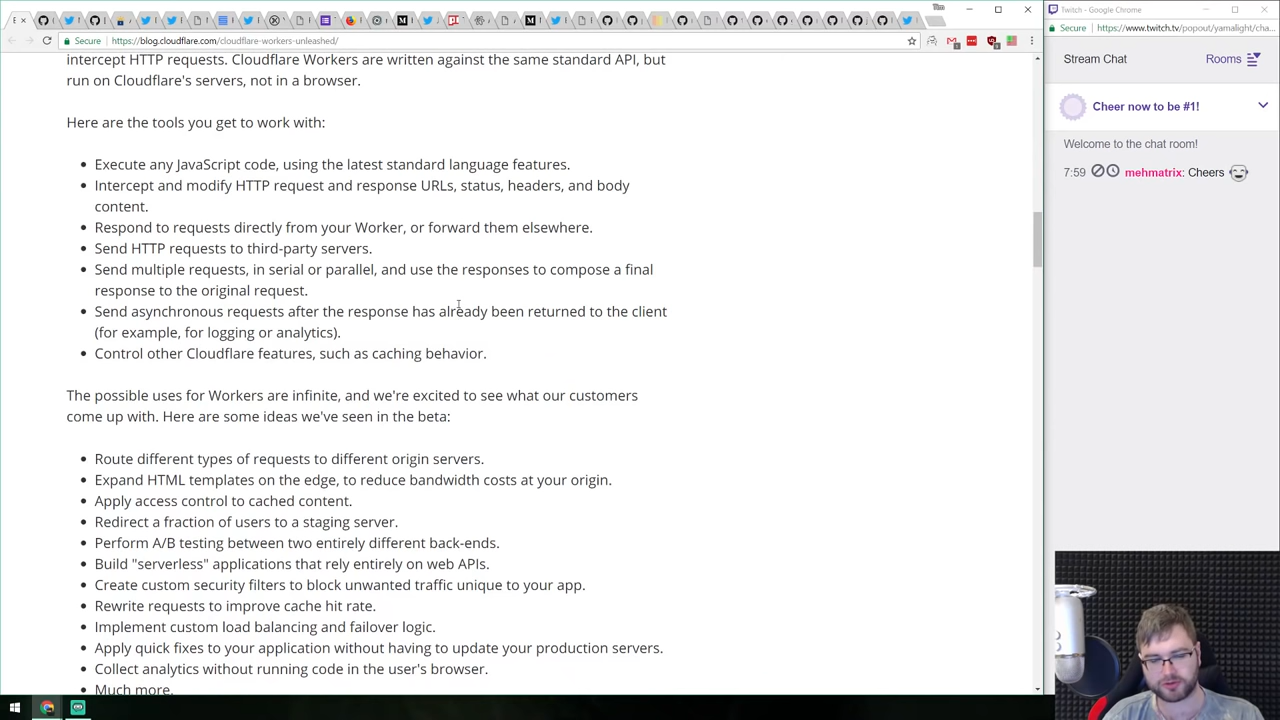 Secure
https://blog.cloudflare.com/cloudflare-workers-unleashed/
intercept HTTP requests. Cloudflare Workers are written against the same standard API, but
run on Cloudflare's servers, not in a browser.
Here are the tools you get to work with:
Execute any JavaScript code, using the latest standard language features.
Intercept and modify HTTP request and response URLs, status, headers, and body
content.
Respond to requests directly from your Worker, or forward them elsewhere.
Send HTTP requests to third-party servers.
Send multiple requests, in serial or parallel, and use the responses to compose a final
response to the original request.
Send asynchronous requests after the response has already been returned to the client
(for example, for logging or analytics).
Control other Cloudflare features, such as caching behavior.
The possible uses for Workers are infinite, and we're excited to see what our customers
come up with. Here are some ideas we've seen in the beta:
Route different types of requests to different origin servers.
Expand HTML templates on the edge, to reduce bandwidth costs at your origin.
Apply access control to cached content.
Redirect a fraction of users to a staging server.
Perform A/B testing between two entirely different back-ends.
Build "serverless" applications that rely entirely on web APIs.
Create custom security filters to block unwanted traffic unique to your app.
Rewrite requests to improve cache hit rate.
Implement custom load balancing and failover logic.
Apply quick fixes to your application without having to update your production servers.
Collect analytics without running code in the user's browser.
Much more.
Twitch - Google Chrome
Secure
https://www.twitch.tv/popout/yamalight/cha...
Stream Chat
Rooms
Cheer now to be #1!
Welcome to the chat room!
7:59 mehmatrix: Cheers